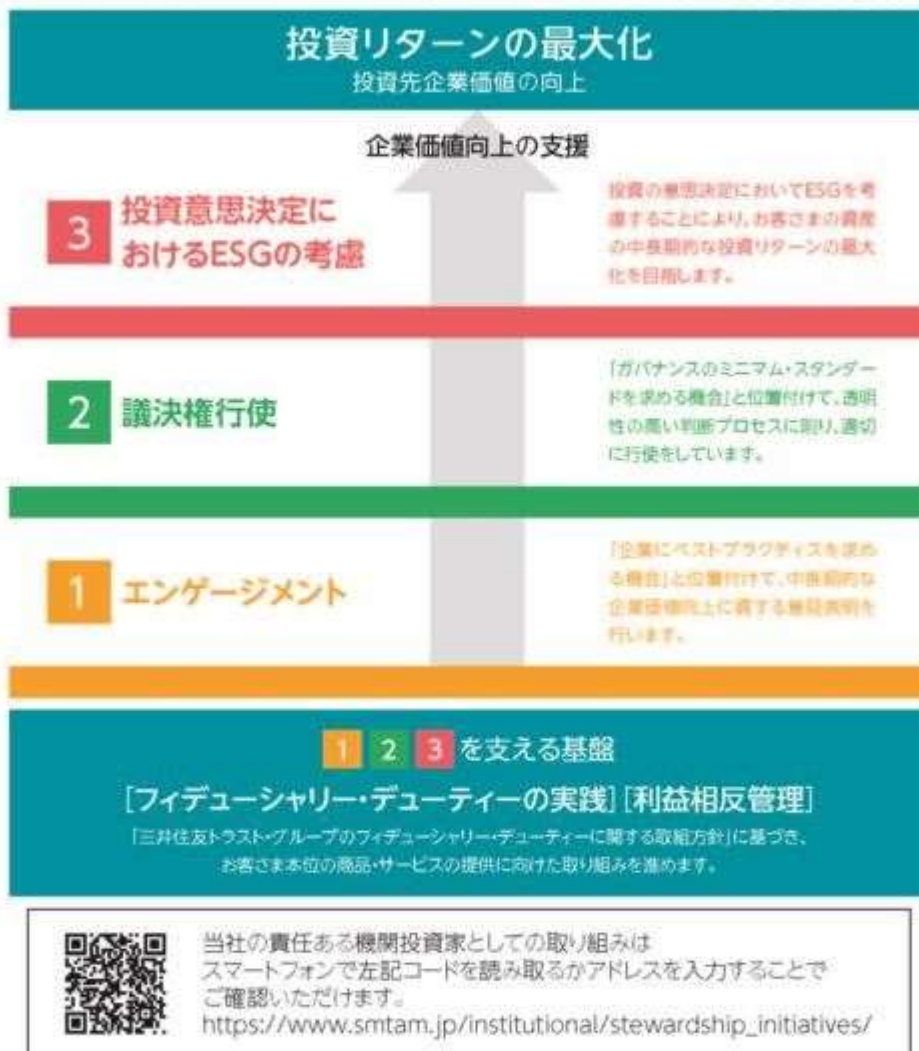 投資リターンの最大化
投資先企業価値の向上
企業価値向上の支援
3 投資意思決定に
おけるESGの考慮
投資の意思決定においてESGを考
慮することにより、お客さまの資産
の中長期的な投資リターンの最大
化を目指します。
2 議決権行使
「ガバナンスのミニマム・スタンダー
ドを求める機会」と位置付けて、透明
性の高い判断プロセスに則り、適切
に行使をしています。
1 エンゲージメント
「企業にベストプラクティスを求め
る機会」と位置付けて、中長期的な
企業価値向上に資する意見表明を
行います。
1 2 3 を支える基盤
[フィデューシャリー・デューティーの実践] [利益相反管理]
「三井住友トラスト・グループのフィデューシャリー・デューティーに関する取組方針」に基づき、
お客さま本位の商品・サービスの提供に向けた取り組みを進めます。
当社の責任ある機関投資家としての取り組みは
スマートフォンで左記コードを読み取るかアドレスを入力することで
ご確認いただけます。
https://www.smtam.jp/institutional/stewardship_initiatives/